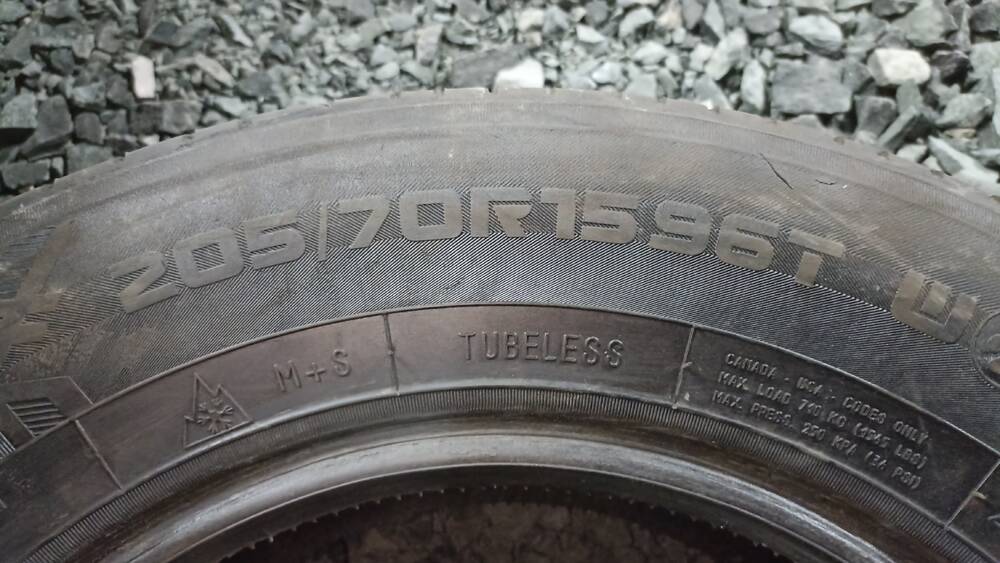 205/70R15 96T
M+S
TUBELESS
CANADA - USA - CODES ONLY
MAX. LOAD 710 KG (1545 LBS)
MAX. PRESS. 250 KPA (36 PSI)